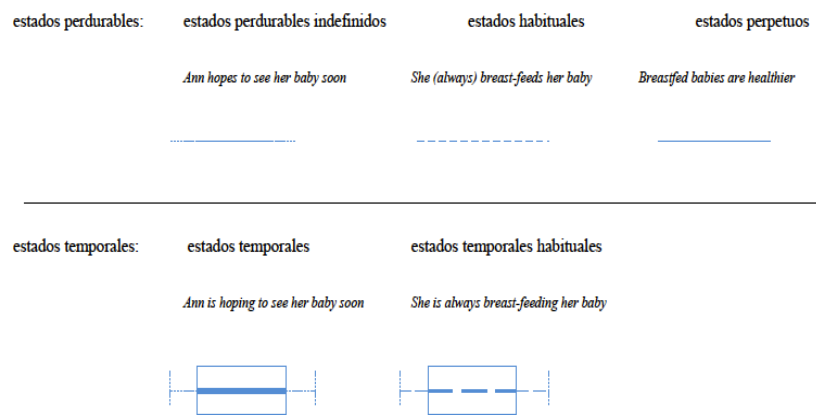 estados perdurables: estados perdurables indefinidos estados habituales estados perpetuos
Ann hopes to see her baby soon She (always) breast-feeds her baby Breastfed babies are healthier
estados temporales: estados temporales estados temporales habituales
Ann is hoping to see her baby soon She is always breast-feeding her baby